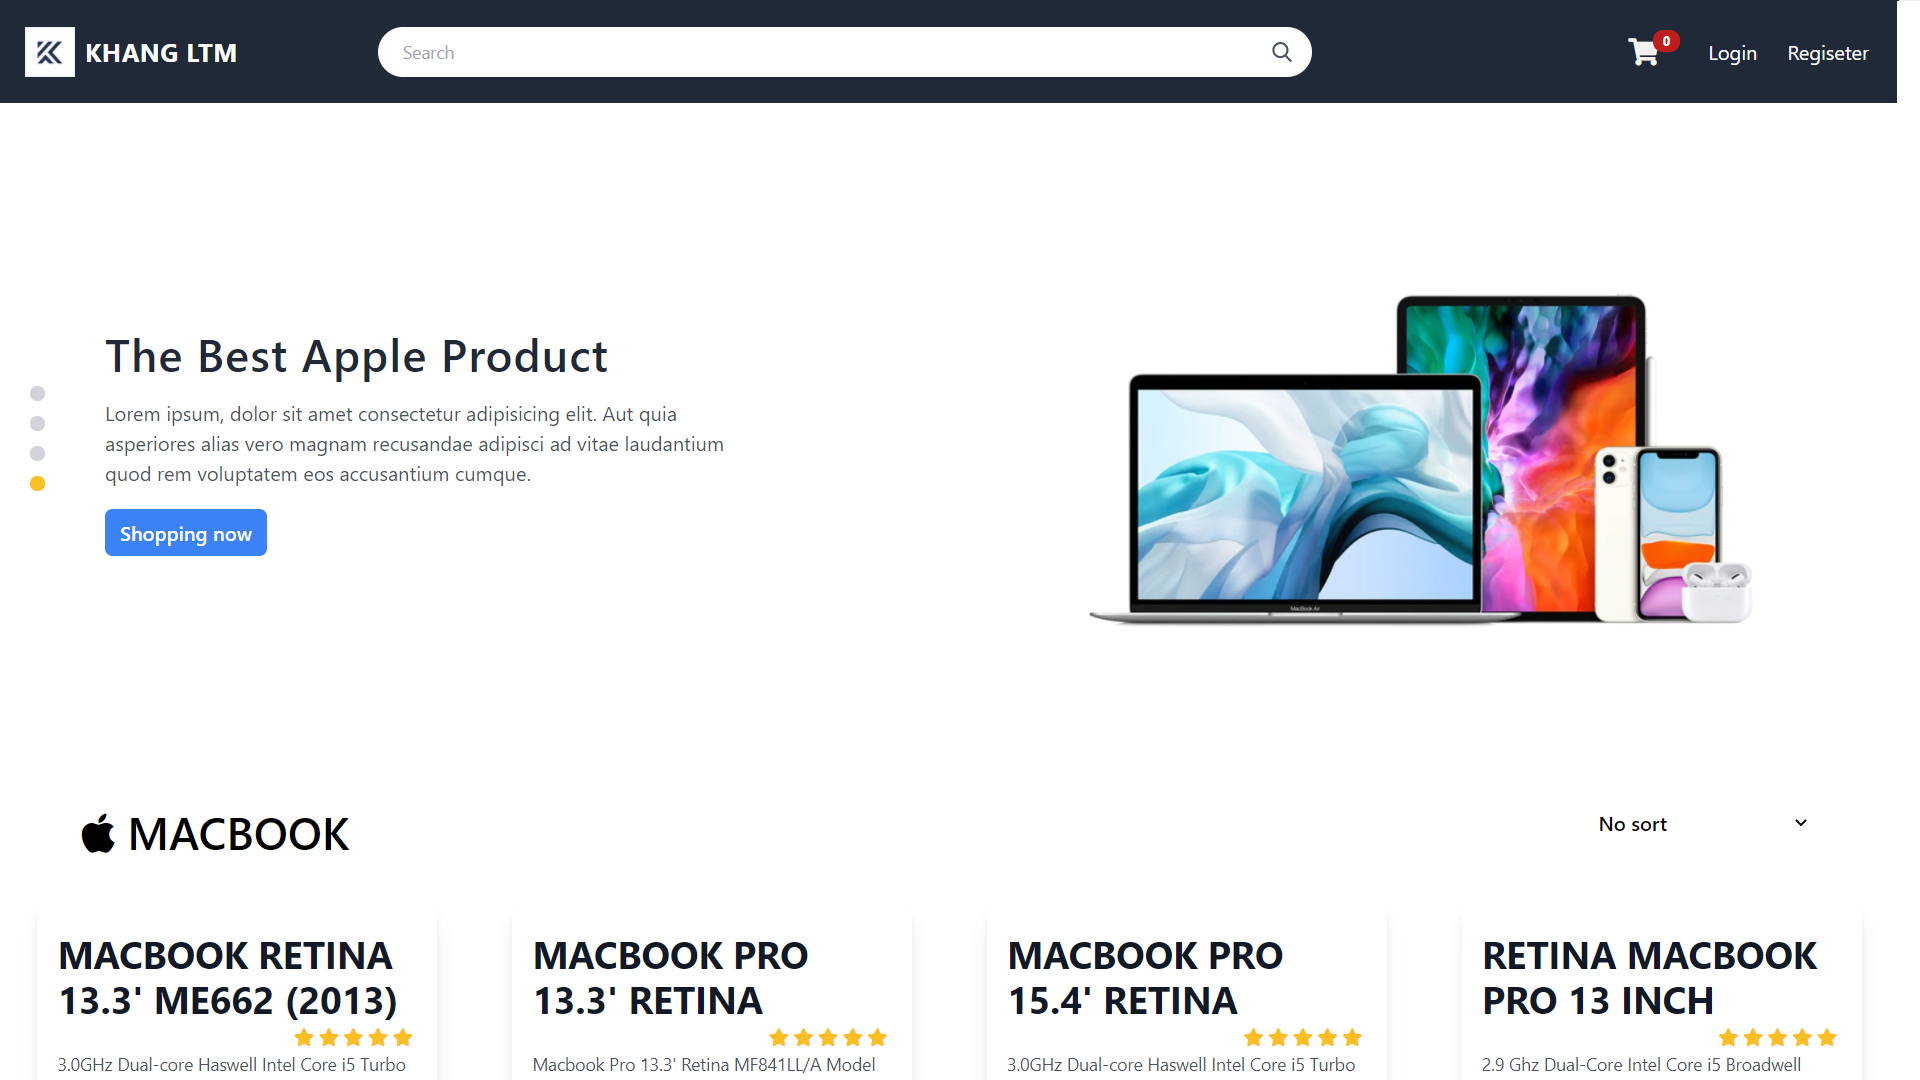 KHANG LTM
Search
0
Login
Regiseter
The Best Apple Product
Lorem ipsum, dolor sit amet consectetur adipisicing elit. Aut quia
asperiores alias vero magnam recusandae adipisci ad vitae laudantium
quod rem voluptatem eos accusantium cumque.
Shopping now
MacBook Air
MACBOOK
No sort
MACBOOK RETINA
13.3' ME662 (2013)
3.0GHz Dual-core Haswell Intel Core i5 Turbo
MACBOOK PRO
13.3' RETINA
Macbook Pro 13.3' Retina MF841LL/A Model
MACBOOK PRO
15.4' RETINA
3.0GHz Dual-core Haswell Intel Core i5 Turbo
RETINA MACBOOK
PRO 13 INCH
2.9 Ghz Dual-Core Intel Core i5 Broadwell